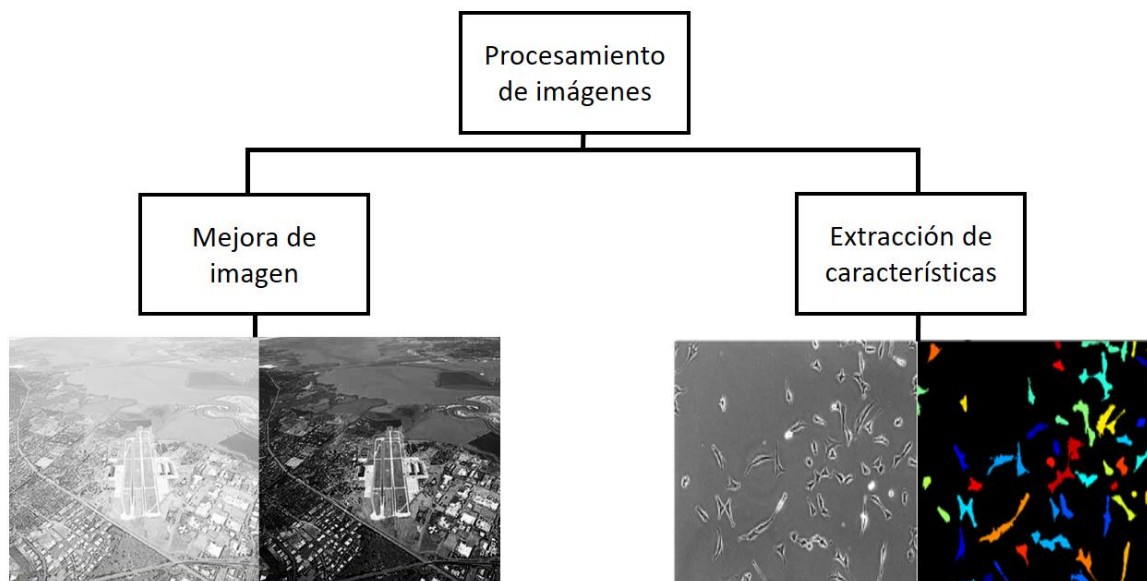 Procesamiento
de imágenes
Mejora de
imagen
Extracción de
características